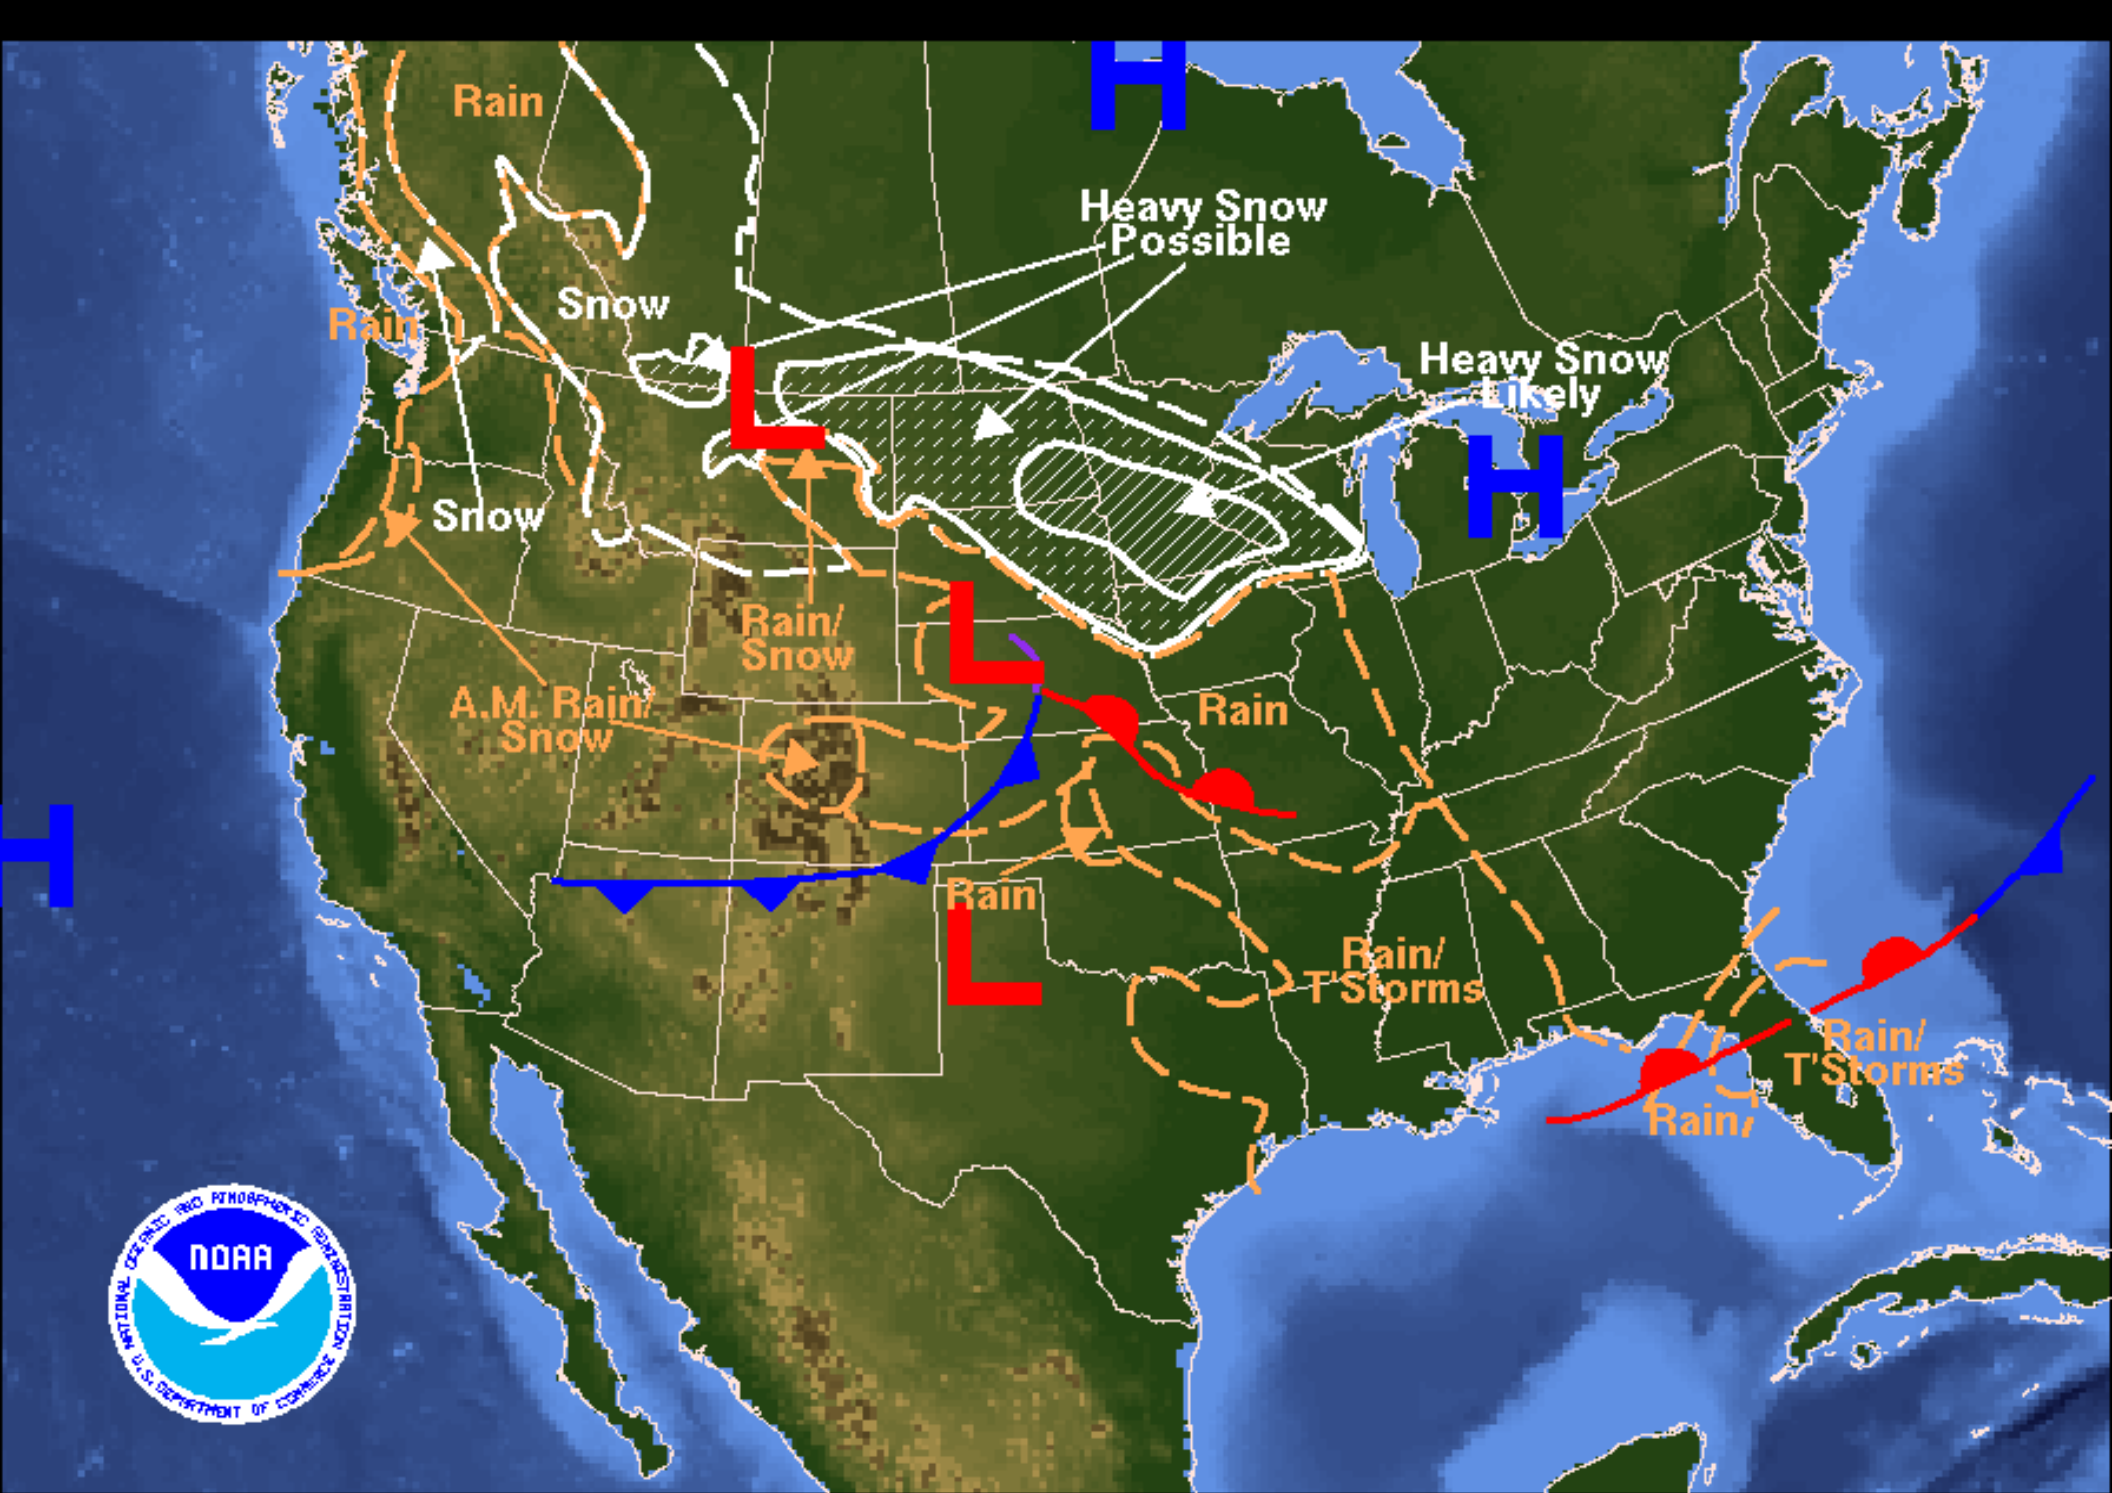 H
Rain
Heavy Snow
Possible
Snow
Rain
Heavy Snow
Likely
L
H
Snow
L
Rain/
Snow
A.M. Rain/
Snow
Rain
H
Rain
L
Rain/
T'Storms
Rain/
T'Storms
Rain/
NATIONAL OCEANIC AND ATMOSPHERIC ADMINISTRATION
NOAA
U.S. DEPARTMENT OF COMMERCE